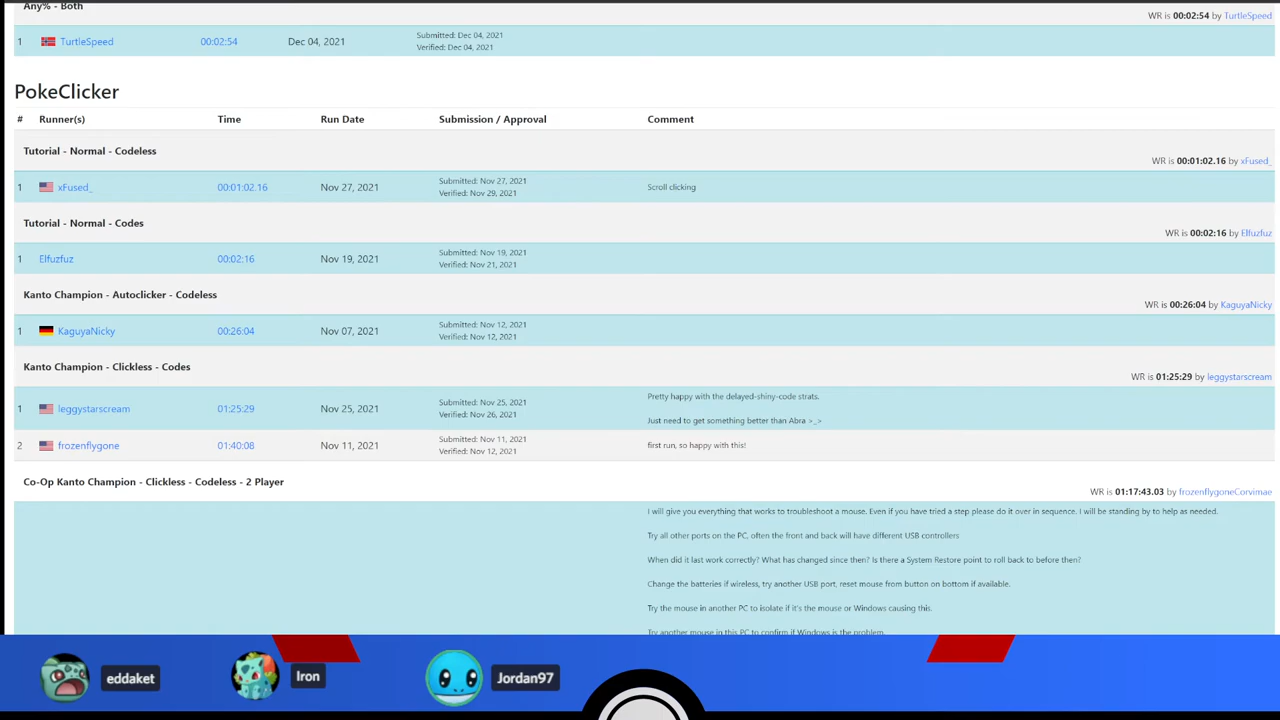 Any% - Both
WR is 00:02:54 by TurtleSpeed
1 TurtleSpeed 00:02:54 Dec 04, 2021 Submitted: Dec 04, 2021
Verified: Dec 04, 2021
PokeClicker
# Runner(s) Time Run Date Submission / Approval Comment
Tutorial - Normal - Codeless
WR is 00:01:02.16 by xFused_
1 xFused_ 00:01:02.16 Nov 27, 2021 Submitted: Nov 27, 2021 Scroll clicking
Verified: Nov 29, 2021
Tutorial - Normal - Codes
WR is 00:02:16 by Elfuzfuz
1 Elfuzfuz 00:02:16 Nov 19, 2021 Submitted: Nov 19, 2021
Verified: Nov 21, 2021
Kanto Champion - Autoclicker - Codeless
WR is 00:26:04 by KaguyaNicky
1 KaguyaNicky 00:26:04 Nov 07, 2021 Submitted: Nov 12, 2021
Verified: Nov 12, 2021
Kanto Champion - Clickless - Codes
WR is 01:25:29 by leggystarscream
1 leggystarscream 01:25:29 Nov 25, 2021 Submitted: Nov 25, 2021
Verified: Nov 26, 2021
Pretty happy with the delayed-shiny-code strats.
Just need to get something better than Abra >_>
2 frozenflygone 01:40:08 Nov 11, 2021 Submitted: Nov 11, 2021 first run, so happy with this!
Verified: Nov 12, 2021
Co-Op Kanto Champion - Clickless - Codeless - 2 Player
WR is 01:17:43.03 by frozenflygoneCorvimae
I will give you everything that works to troubleshoot a mouse. Even if you have tried a step please do it over in sequence. I will be standing by to help as needed.
Try all other ports on the PC, often the front and back will have different USB controllers
When did it last work correctly? What has changed since then? Is there a System Restore point to roll back to before then?
Change the batteries if wireless, try another USB port, reset mouse from button on bottom if available.
Try the mouse in another PC to isolate if it's the mouse or Windows causing this.
Try another mouse in this PC to confirm if Windows is the problem.
eddaket
Iron
Jordan97